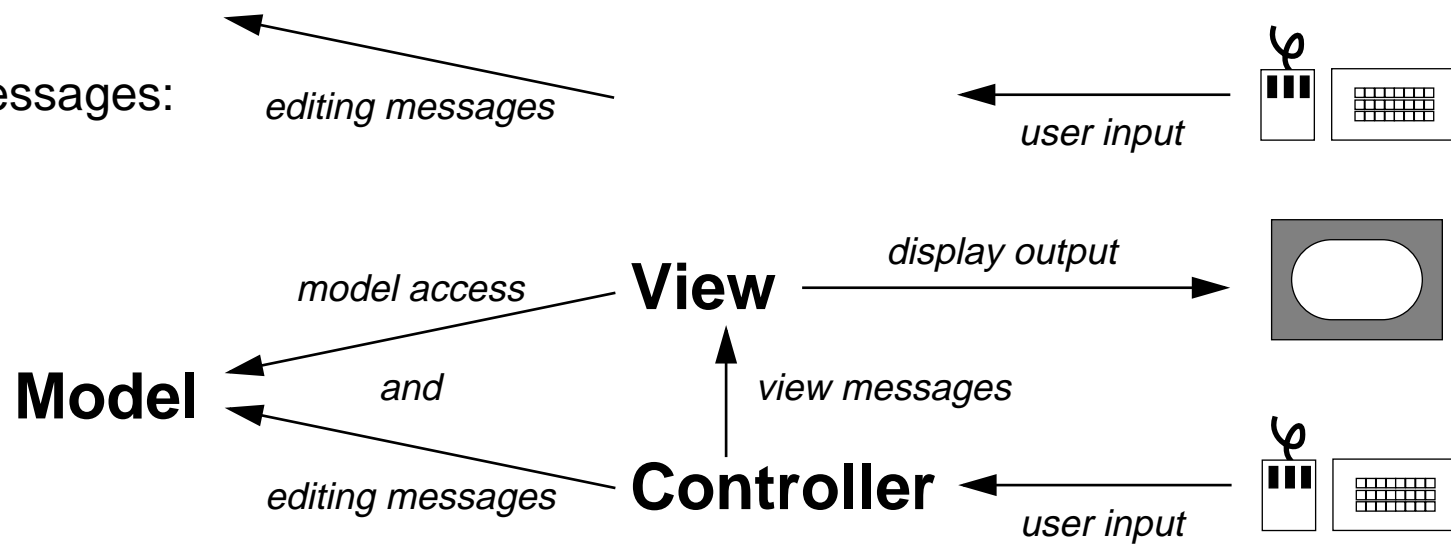 essages:
editing messages
user input
display output
model access
View
Model
and
view messages
Controller
editing messages
user input